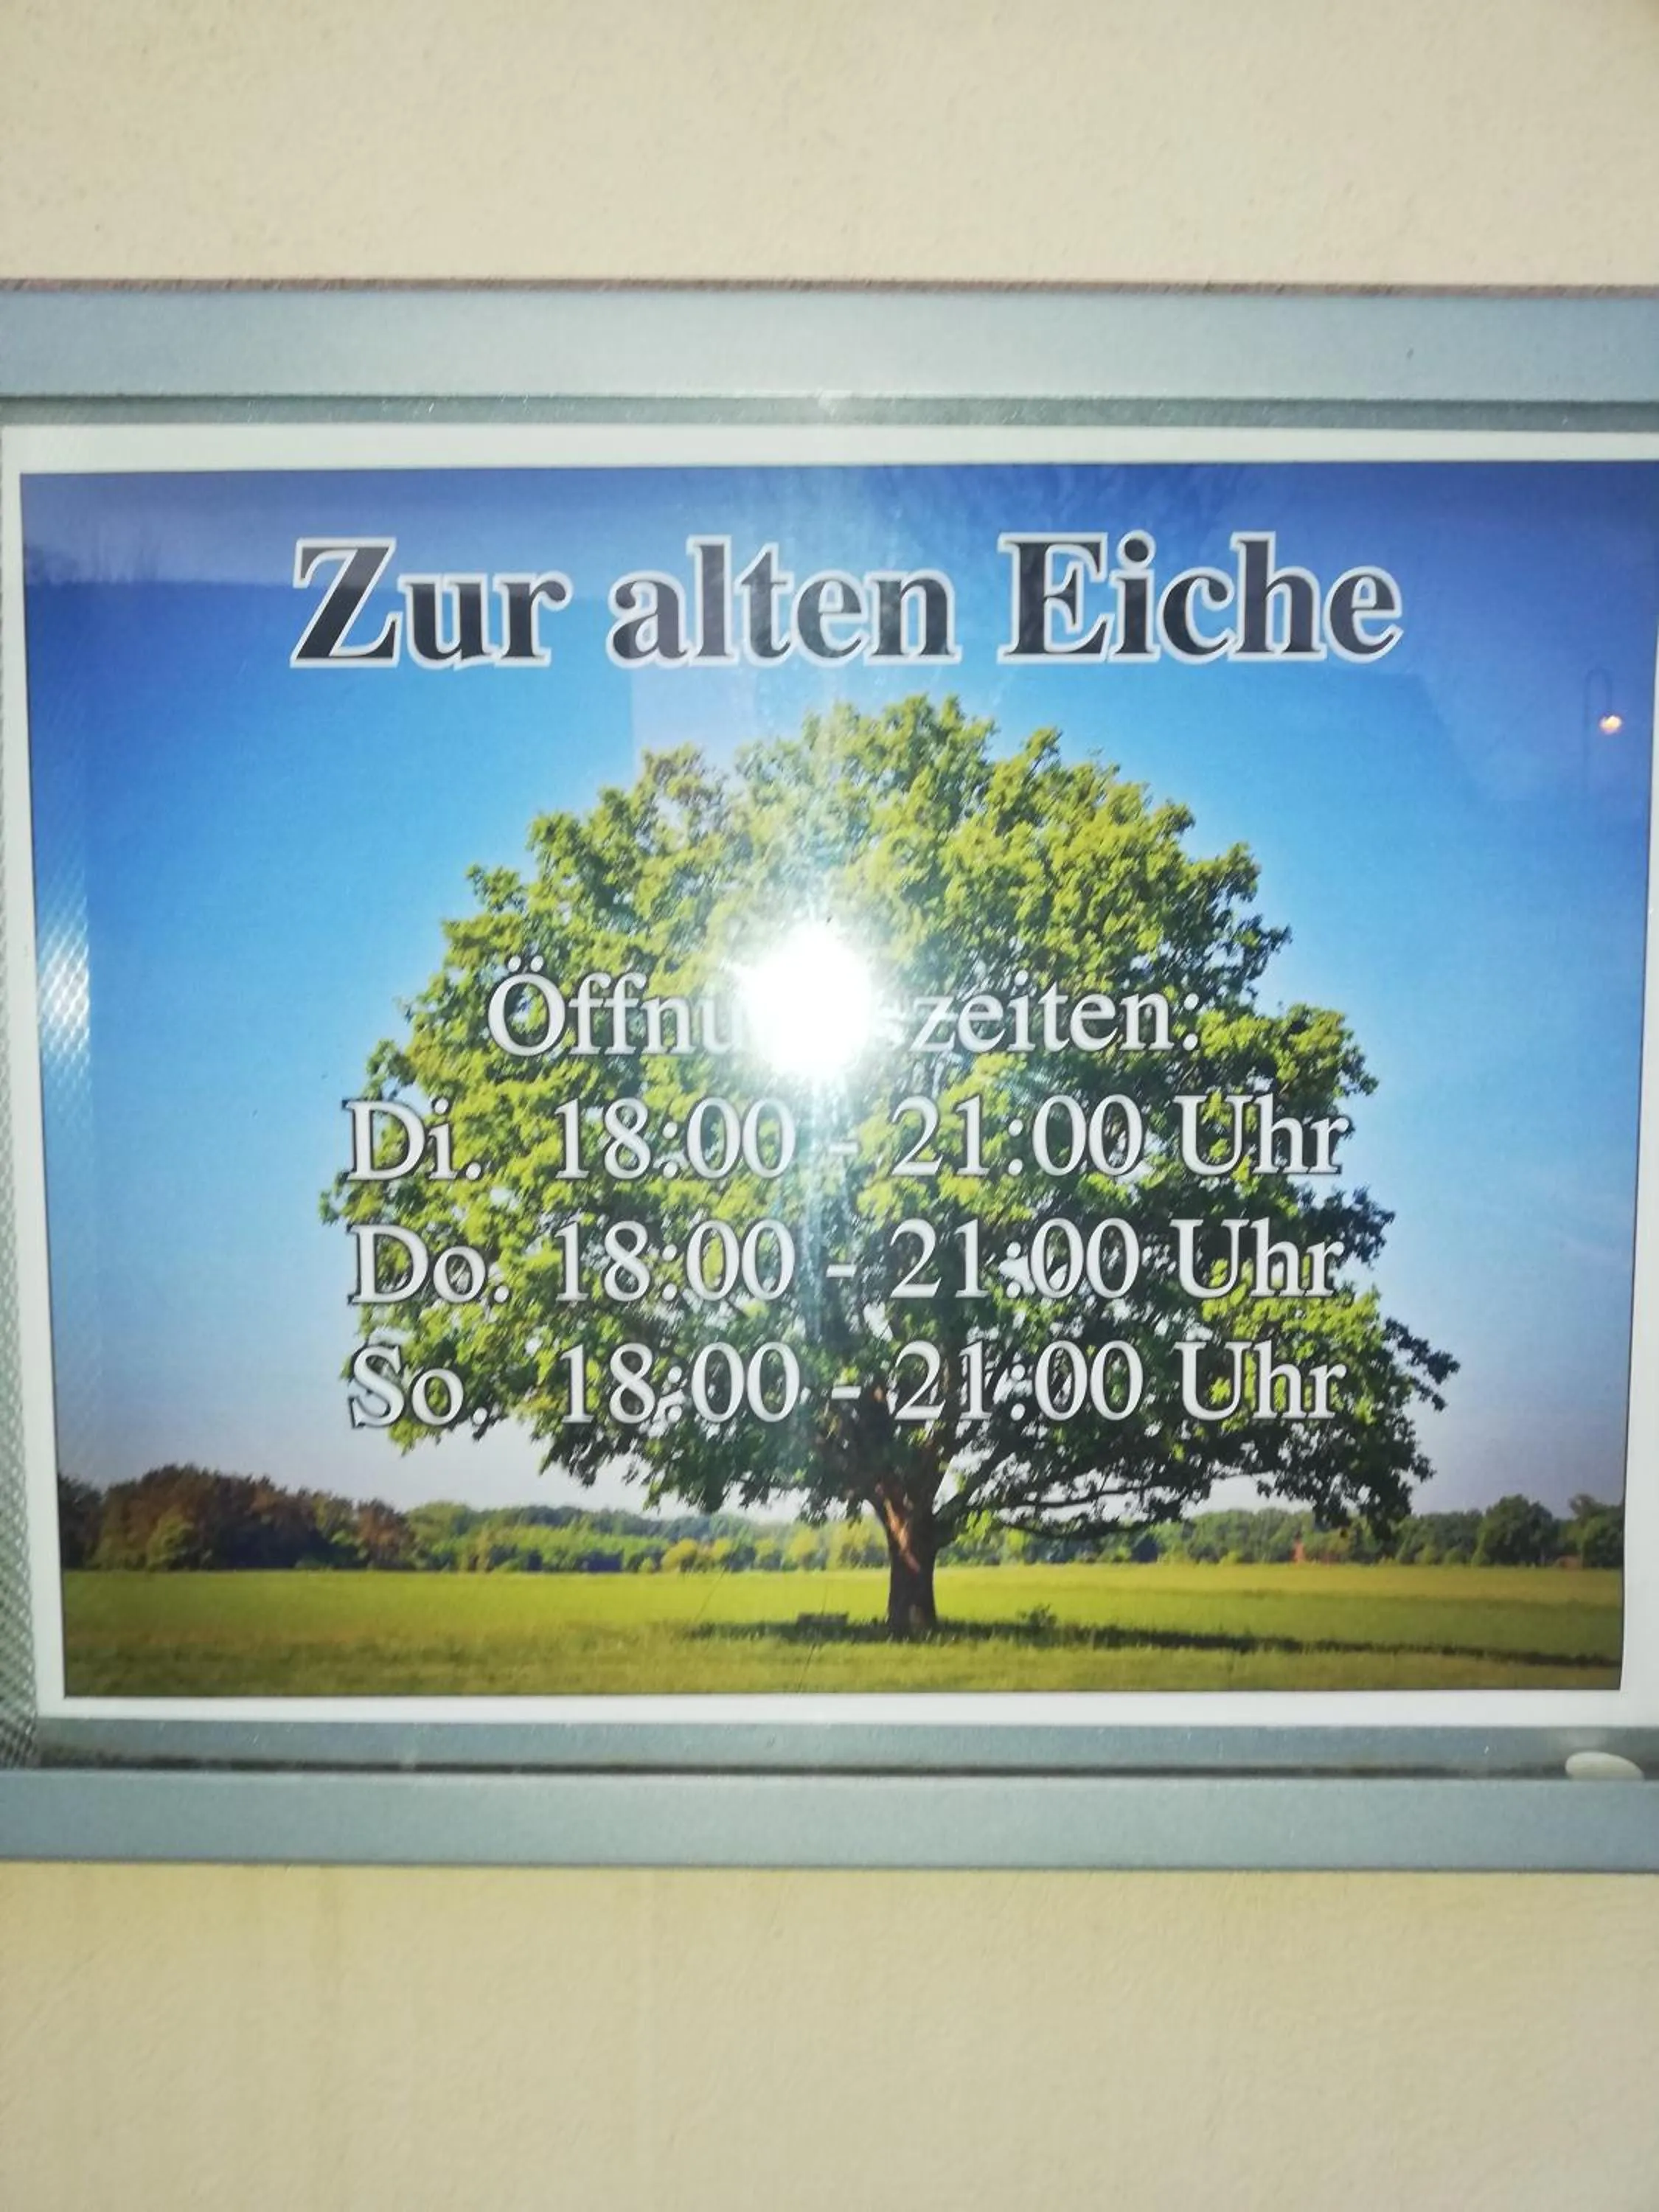 Zur alten Eiche
Di. 18:00 - 21:00 Uhr
Do. 18:00 - 21:00 Uhr
So. 18:00 - 21:00 Uhr